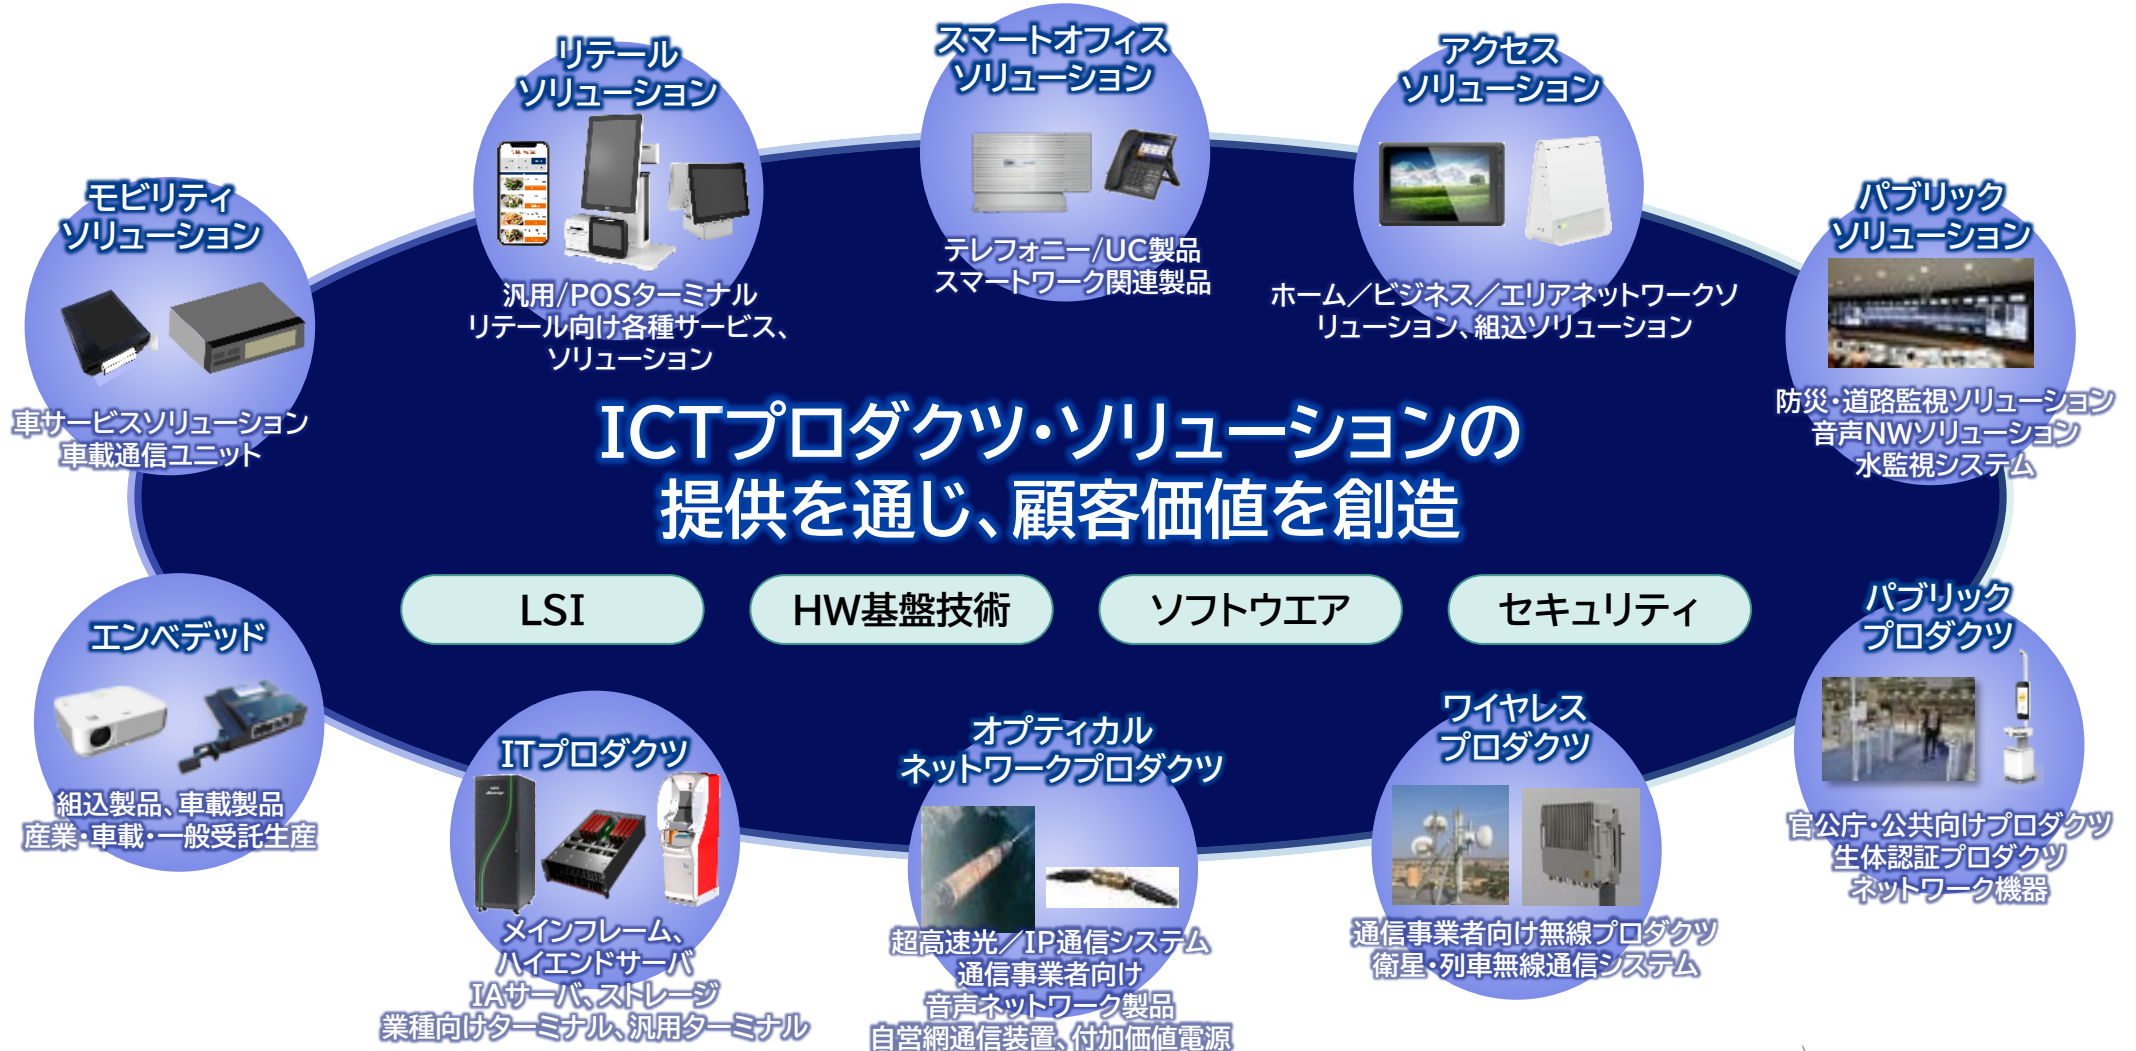 リテール
ソリューション
汎用/POSターミナル
リテール向け各種サービス、
ソリューション
スマートオフィス
ソリューション
テレフォニー/UC製品
スマートワーク関連製品
アクセス
ソリューション
ホーム／ビジネス／エリアネットワークソ
リューション、組込ソリューション
モビリティ
ソリューション
車サービスソリューション
車載通信ユニット
パブリック
ソリューション
防災・道路監視ソリューション
音声NWソリューション
水監視システム
ICTプロダクツ・ソリューションの
提供を通じ、顧客価値を創造
LSI
HW基盤技術
ソフトウエア
セキュリティ
エンベデッド
組込製品、車載製品
産業・車載・一般受託生産
ITプロダクツ
メインフレーム、
ハイエンドサーバ
IAサーバ、ストレージ
業種向けターミナル、汎用ターミナル
オプティカル
ネットワークプロダクツ
超高速光／IP通信システム
通信事業者向け
音声ネットワーク製品
自営網通信装置、付加価値電源
ワイヤレス
プロダクツ
通信事業者向け無線プロダクツ
衛星・列車無線通信システム
パブリック
プロダクツ
官公庁・公共向けプロダクツ
生体認証プロダクツ
ネットワーク機器